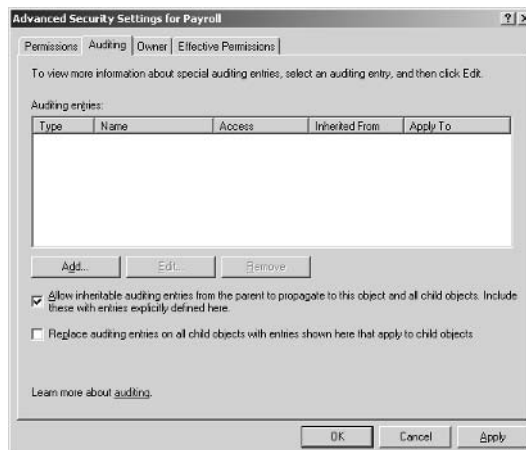 Advanced Security Settings for Payroll
Permissions Auditing Owner Effective Permissions
To view more information about special auditing entries, select an auditing entry, and then click Edit.
Auditing entries:
Type Name Access Inherited From Apply To
Add... Edit... Remove
Allow inheritable auditing entries from the parent to propagate to this object and all child objects. Include
these with entries explicitly defined here.
Replace auditing entries on all child objects with entries shown here that apply to child objects
Learn more about auditing.
OK Cancel Apply